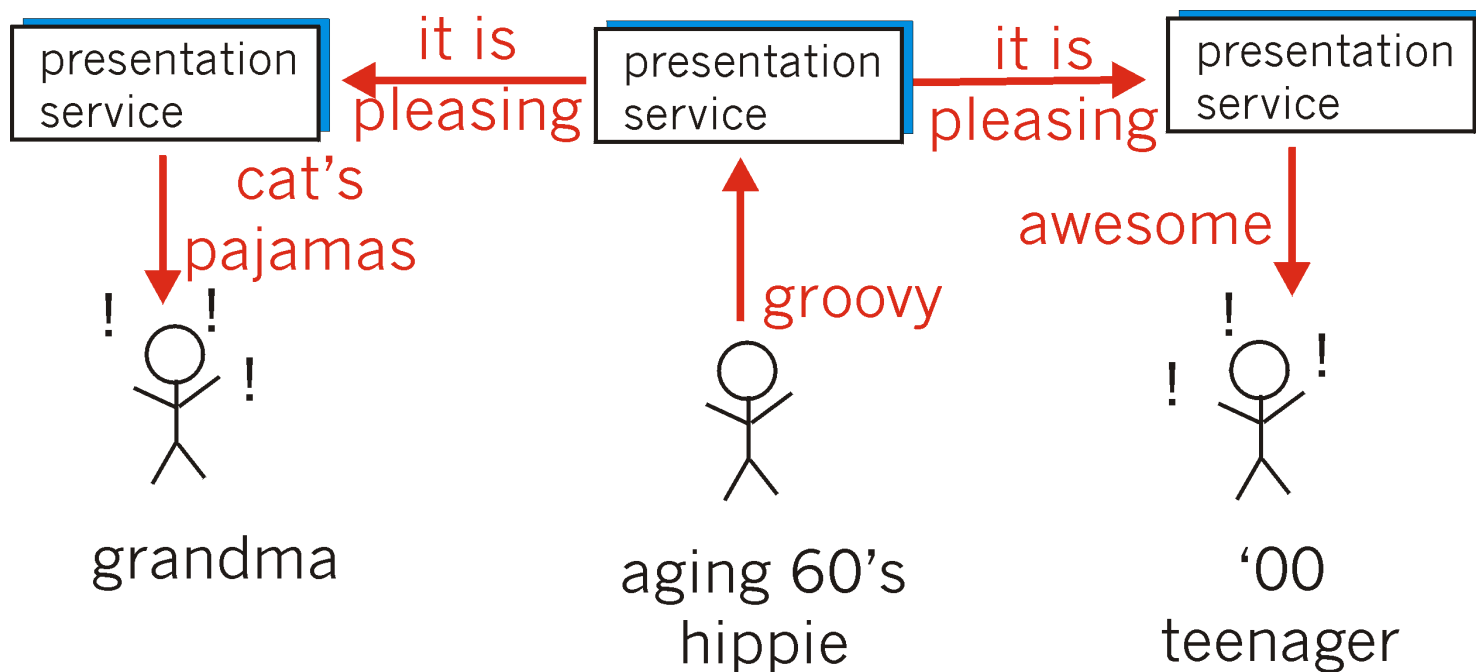 presentation
service
it is
pleasing
presentation
service
it is
pleasing
presentation
service
cat's
pajamas
groovy
awesome
!
!
!
!
!
!
grandma
aging 60's
hippie
‘00
teenager